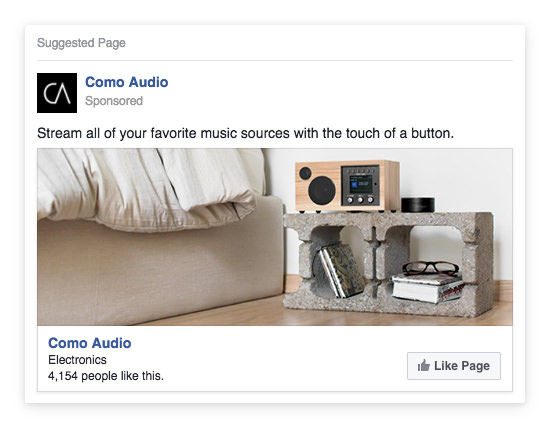 Suggested Page
CA
Como Audio
Sponsored
Stream all of your favorite music sources with the touch of a button.
Como Audio
Electronics
4,154 people like this.
Like Page